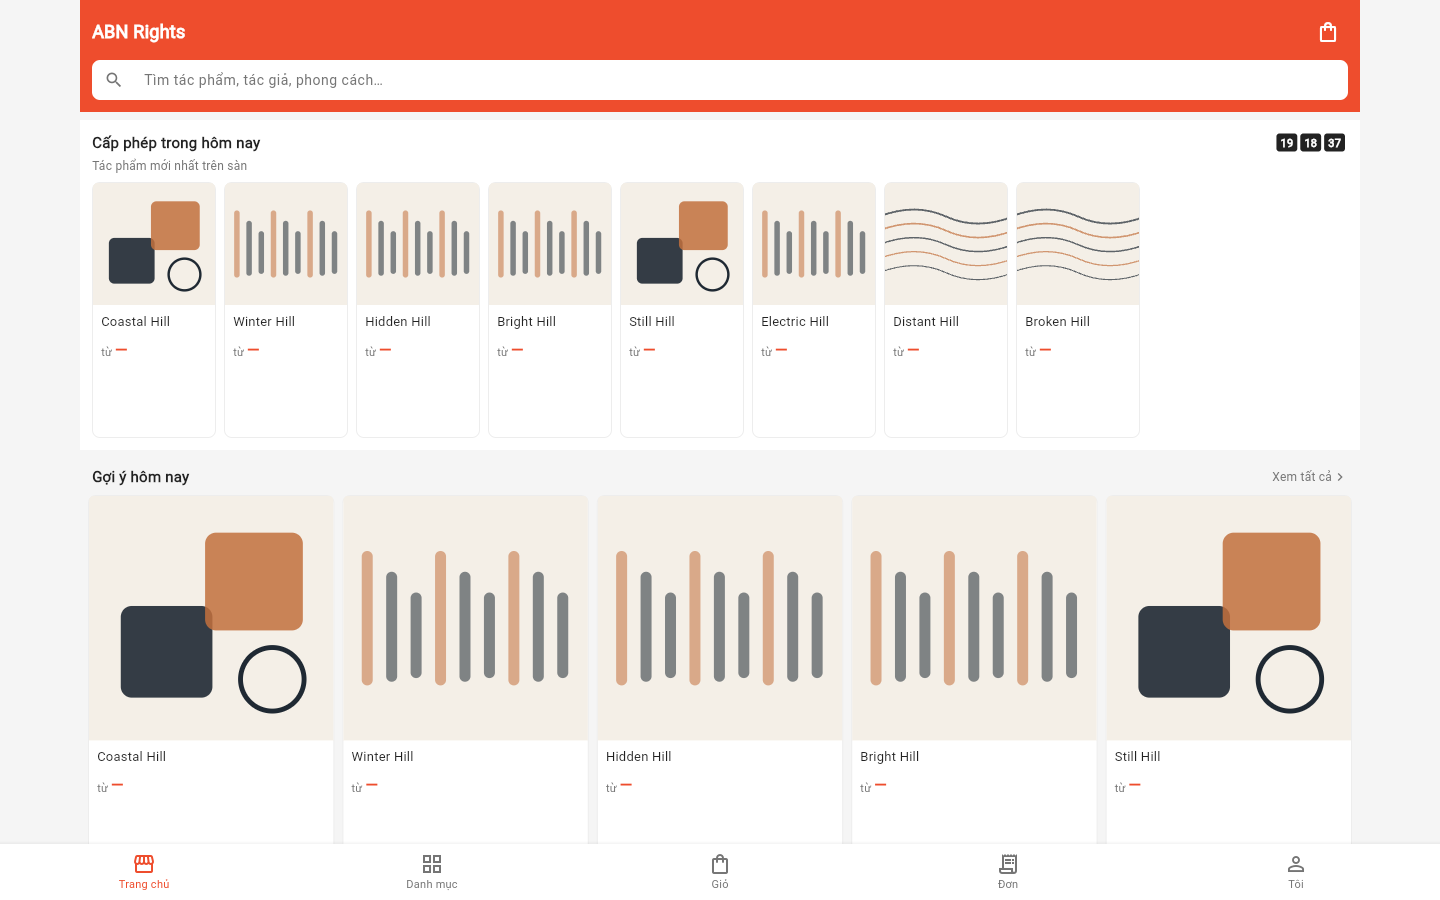 ABN Rights
Tìm tác phẩm, tác giả, phong cách...
Cấp phép trong hôm nay
19 18 37
Tác phẩm mới nhất trên sàn
Coastal Hill
từ —
Winter Hill
từ —
Hidden Hill
từ —
Bright Hill
từ —
Still Hill
từ —
Electric Hill
từ —
Distant Hill
từ —
Broken Hill
từ —
Gợi ý hôm nay
Xem tất cả
Coastal Hill
từ —
Winter Hill
từ —
Hidden Hill
từ —
Bright Hill
từ —
Still Hill
từ —
Trang chủ
Danh mục
Giỏ
Đơn
Tôi